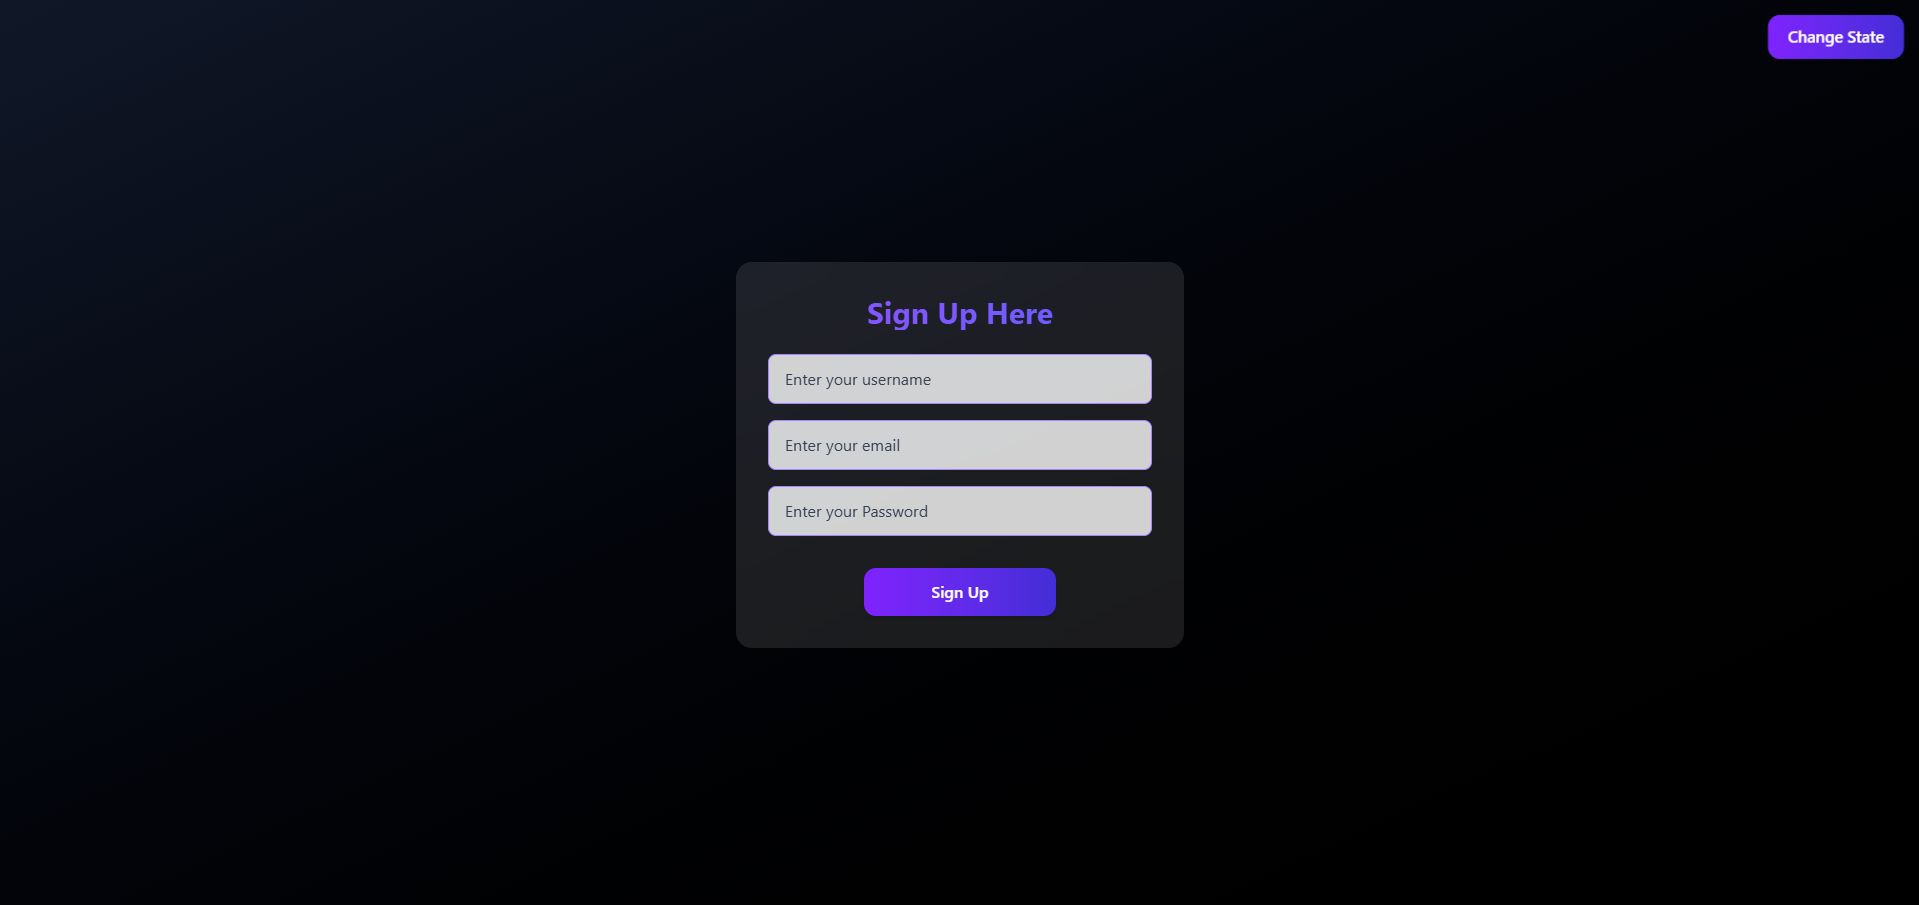 Change State
Sign Up Here
Enter your username
Enter your email
Enter your Password
Sign Up